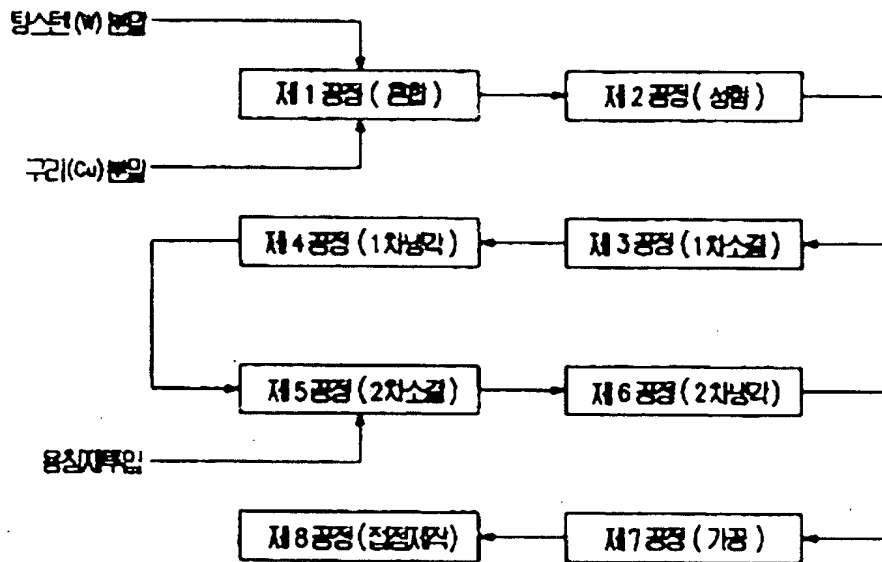 텅스텐(W) 분말
제1공정(혼합)
제2공정(성형)
구리(Cu) 분말
제4공정(1차냉각)
제3공정(1차소결)
제5공정(2차소결)
제6공정(2차냉각)
용침재투입
제8공정(접점제작)
제7공정(가공)